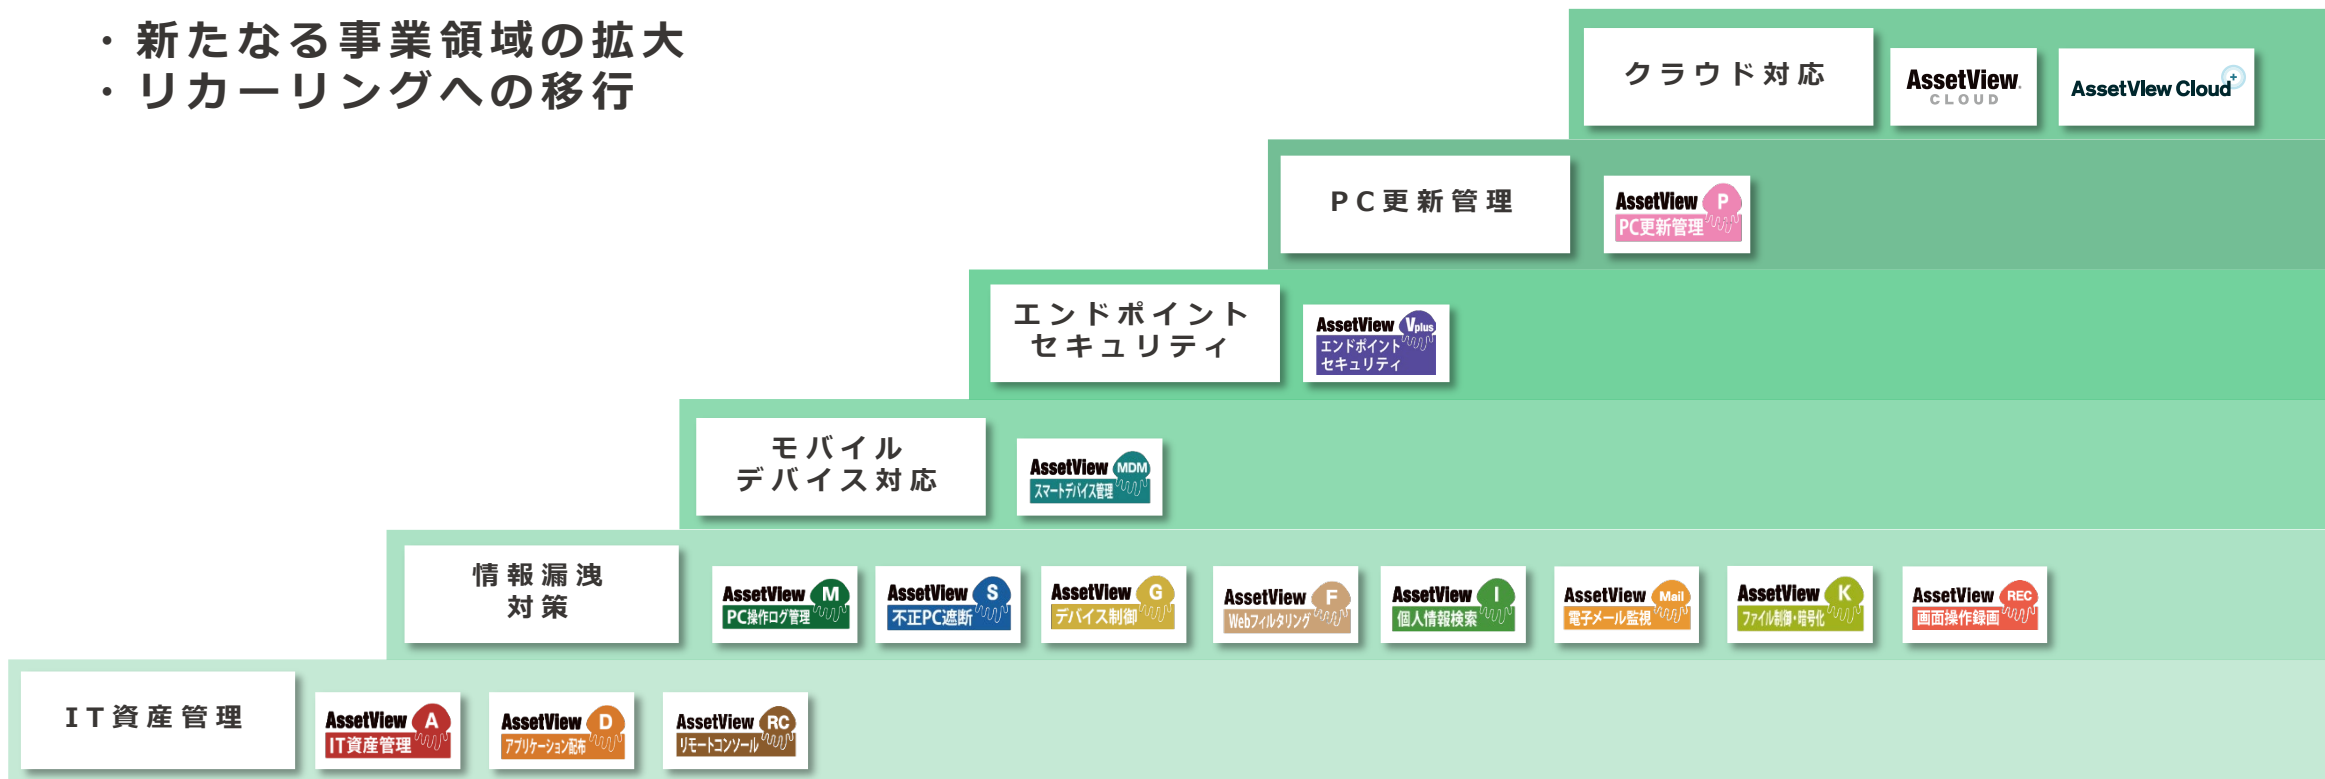 ・新たなる事業領域の拡大
・リカーリングへの移行
クラウド対応
AssetView.
CLOUD
AssetView Cloud +
PC更新管理
AssetView P
PC更新管理
エンドポイント
セキュリティ
AssetView Vplus
エンドポイント
セキュリティ
モバイル
デバイス対応
AssetView MDM
スマートデバイス管理
情報漏洩
対策
AssetView M
PC操作ログ管理
AssetView S
不正PC遮断
AssetView G
デバイス制御
AssetView F
Webフィルタリング
AssetView I
個人情報検索
AssetView Mail
電子メール監視
AssetView K
ファイル制御・暗号化
AssetView REC
画面操作録画
IT資産管理
AssetView A
IT資産管理
AssetView D
アプリケーション配布
AssetView RC
リモートコンソール